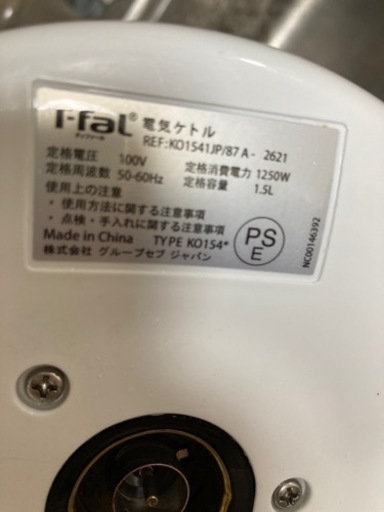 T-faL® 電気ケトル
ティファール
REF:KO1541JP/87A - 2621
定格電圧 100V 定格消費電力 1250W
定格周波数 50-60Hz 定格容量 1.5L
使用上の注意
・使用方法に関する注意事項
・点検・手入れに関する注意事項
Made in China TYPE KO154*
株式会社 グループセブ ジャパン
PS
E
NC00146392